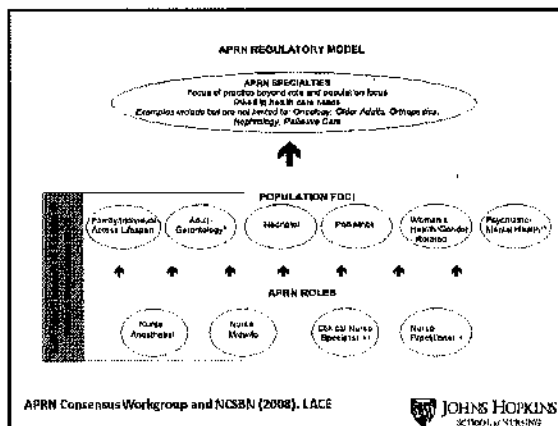 APRN REGULATORY MODEL
APRN SPECIALTIES
Focus of practice beyond role and population focus
linked to health care needs
Examples include but are not limited to: Oncology, Older Adults, Orthopedics,
Nephrology, Palliative Care
POPULATION FOCI
Family/Individual
Across Lifespan
Adult-
Gerontology*
Neonatal
Pediatrics
Women's
Health/Gender
Related
Psychiatric-
Mental Health**
APRN ROLES
Nurse
Anesthetist
Nurse
Midwife
Clinical Nurse
Specialist ++
Nurse
Practitioner +
APRN Consensus Workgroup and NCSBN (2008). LACE
JOHNS HOPKINS
SCHOOL of NURSING